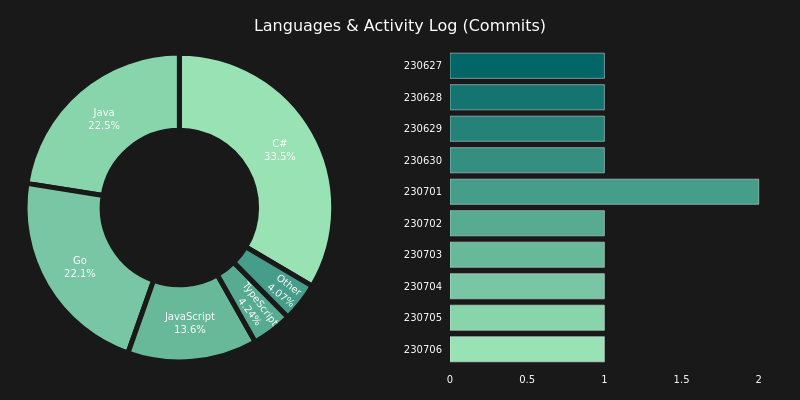 Languages & Activity Log (Commits)
C#
33.5%
Java
22.5%
Go
22.1%
JavaScript
13.6%
TypeScript
4.24%
Other
4.07%
230627
230628
230629
230630
230701
230702
230703
230704
230705
230706
0 0.5 1 1.5 2